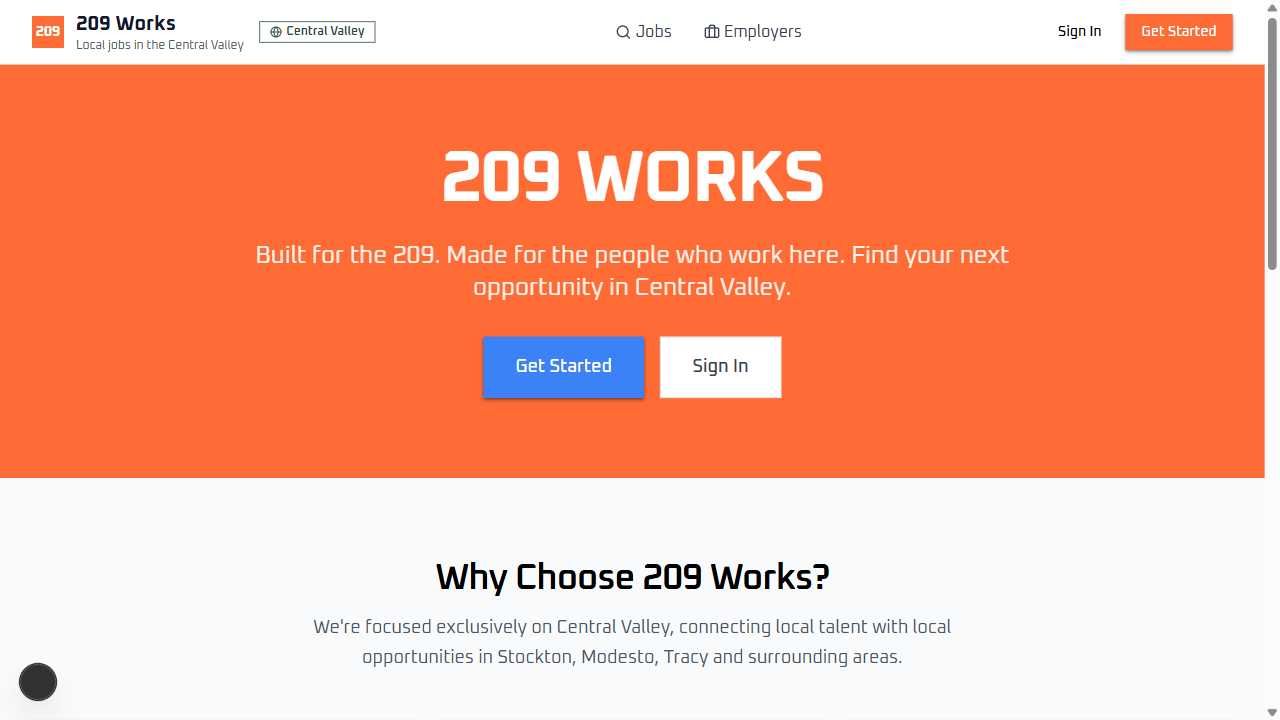 209
209 Works
Local jobs in the Central Valley
Central Valley
Jobs
Employers
Sign In
Get Started
209 WORKS
Built for the 209. Made for the people who work here. Find your next
opportunity in Central Valley.
Get Started
Sign In
Why Choose 209 Works?
We're focused exclusively on Central Valley, connecting local talent with local
opportunities in Stockton, Modesto, Tracy and surrounding areas.